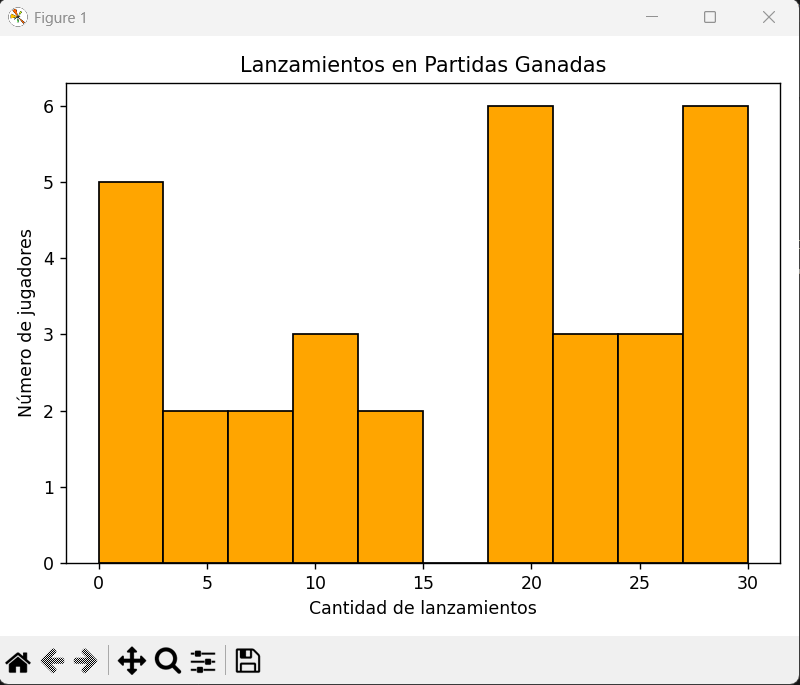 Figure 1
Lanzamientos en Partidas Ganadas
6
5
4
3
2
1
0
Número de jugadores
0 5 10 15 20 25 30
Cantidad de lanzamientos